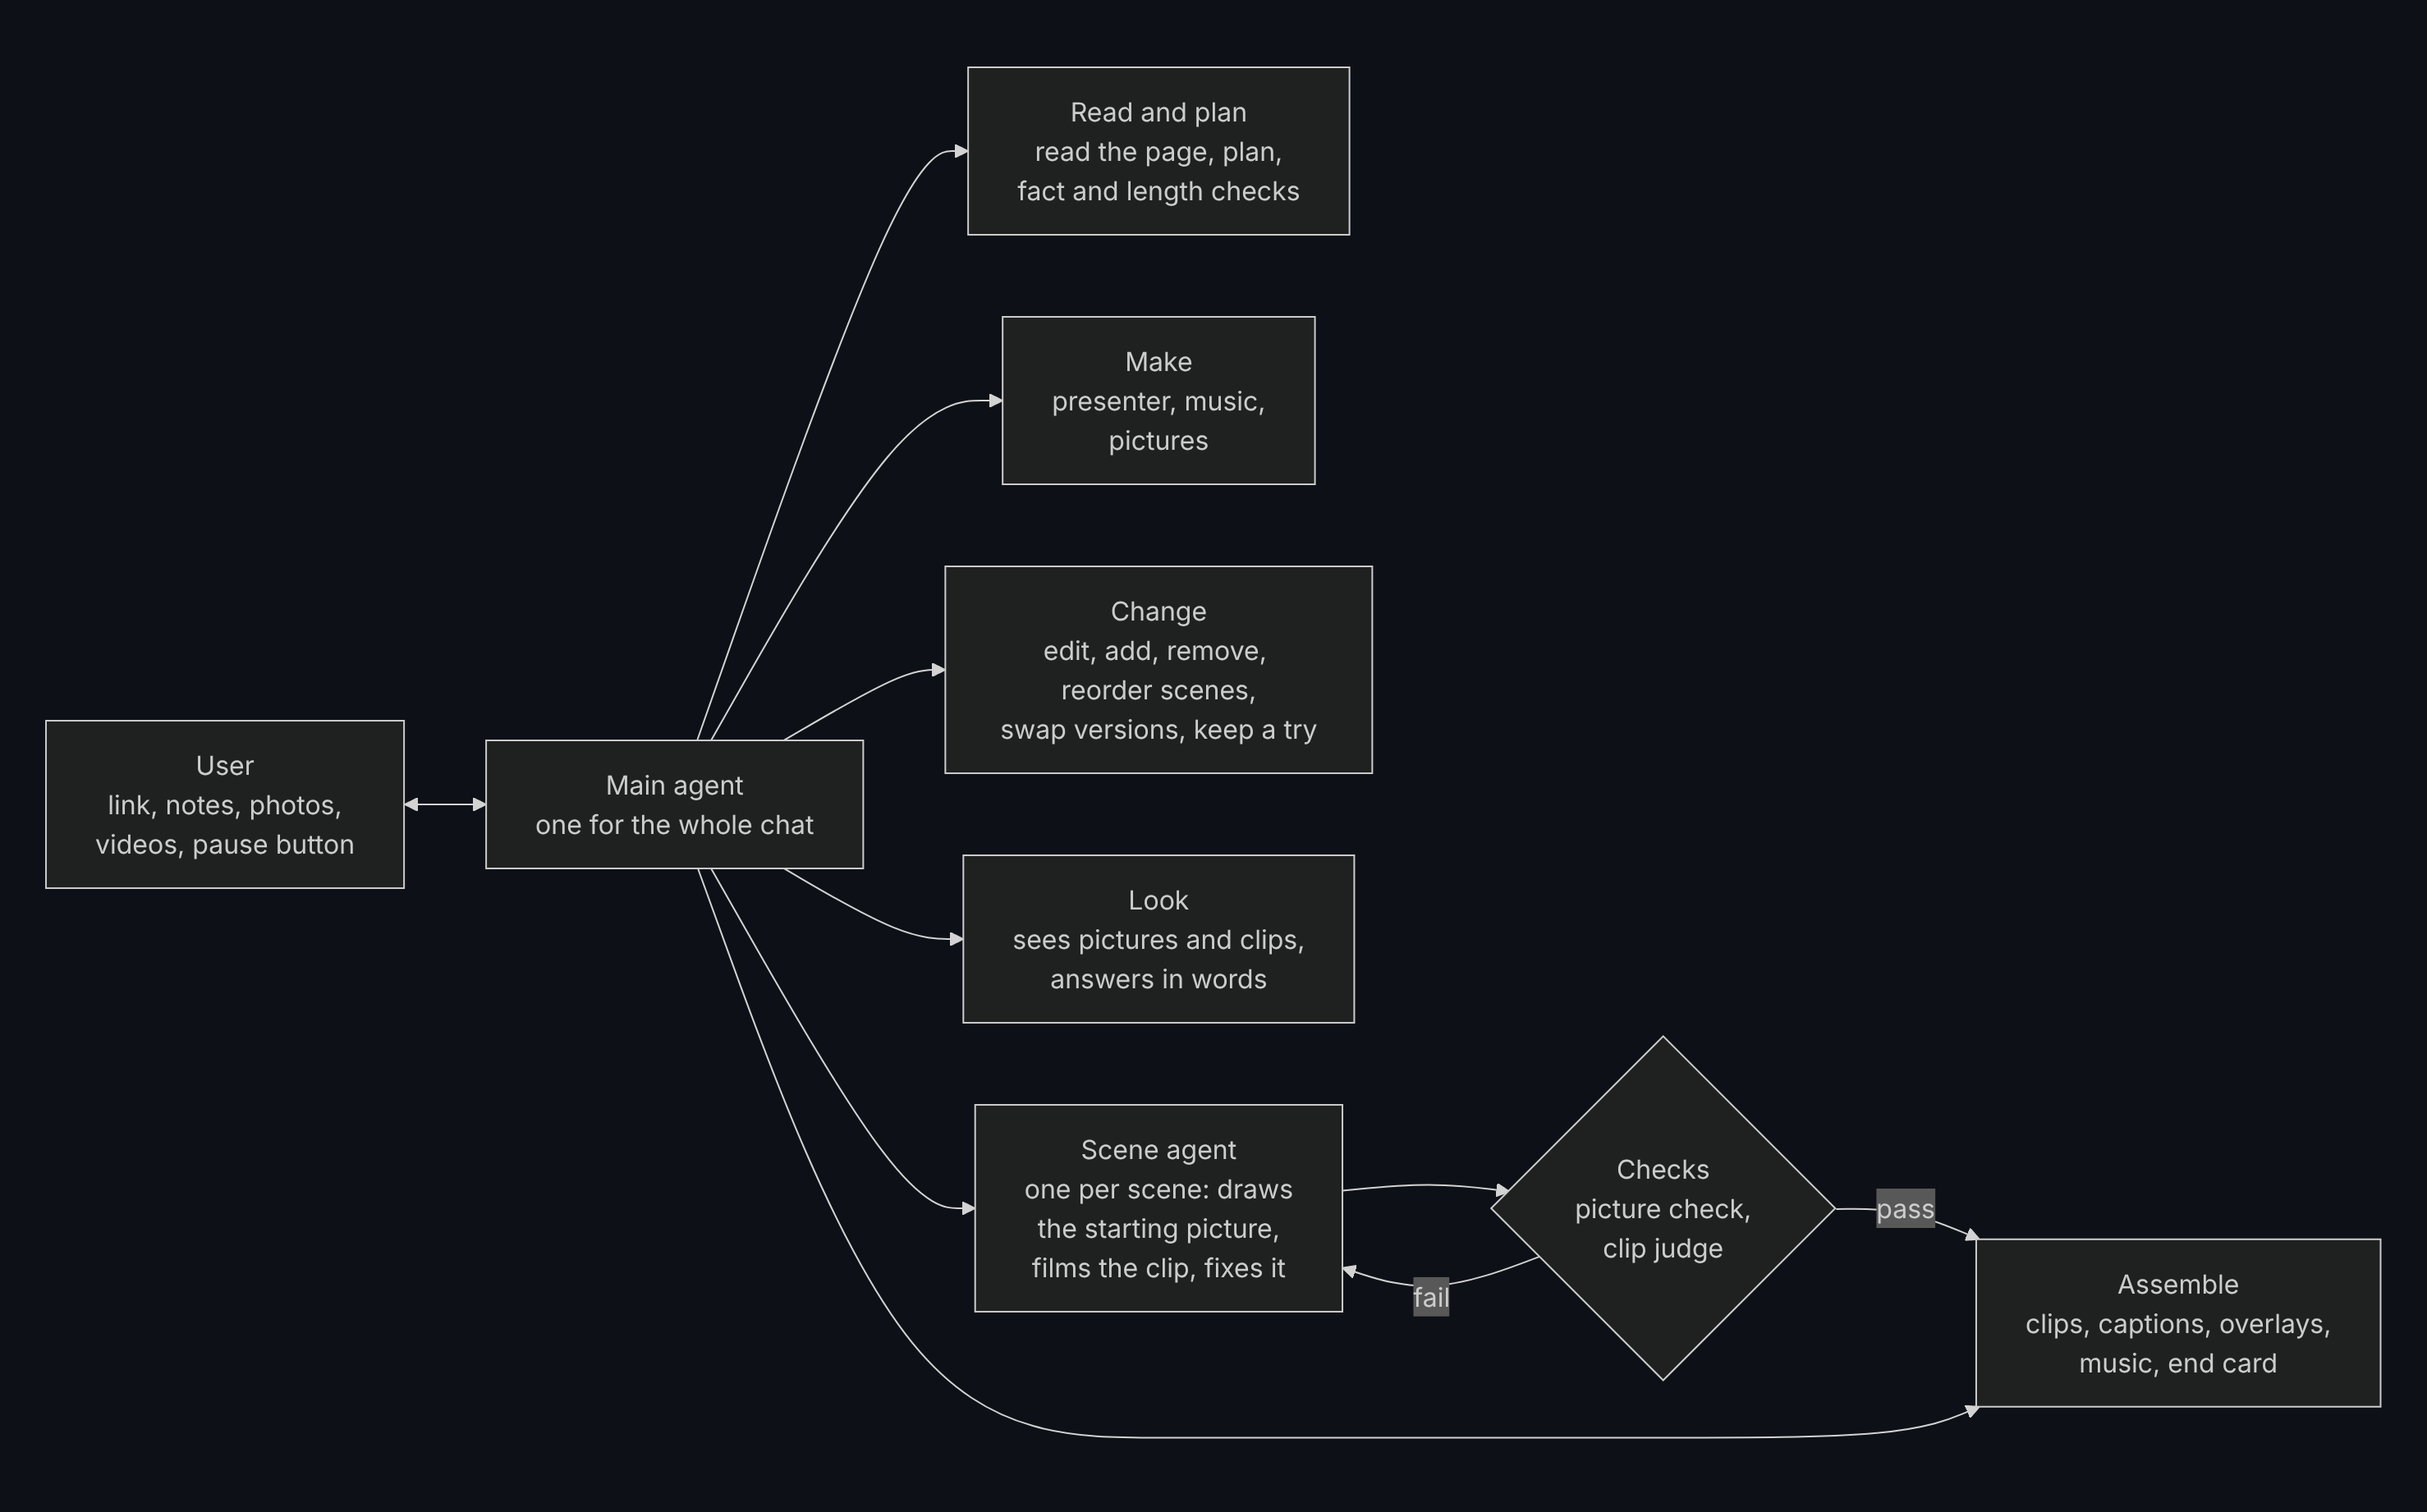 Read and plan
read the page, plan,
fact and length checks
Make
presenter, music,
pictures
Change
edit, add, remove,
reorder scenes,
swap versions, keep a try
User
link, notes, photos,
videos, pause button
Main agent
one for the whole chat
Look
sees pictures and clips,
answers in words
Scene agent
one per scene: draws
the starting picture,
films the clip, fixes it
Checks
picture check,
clip judge
pass
fail
Assemble
clips, captions, overlays,
music, end card